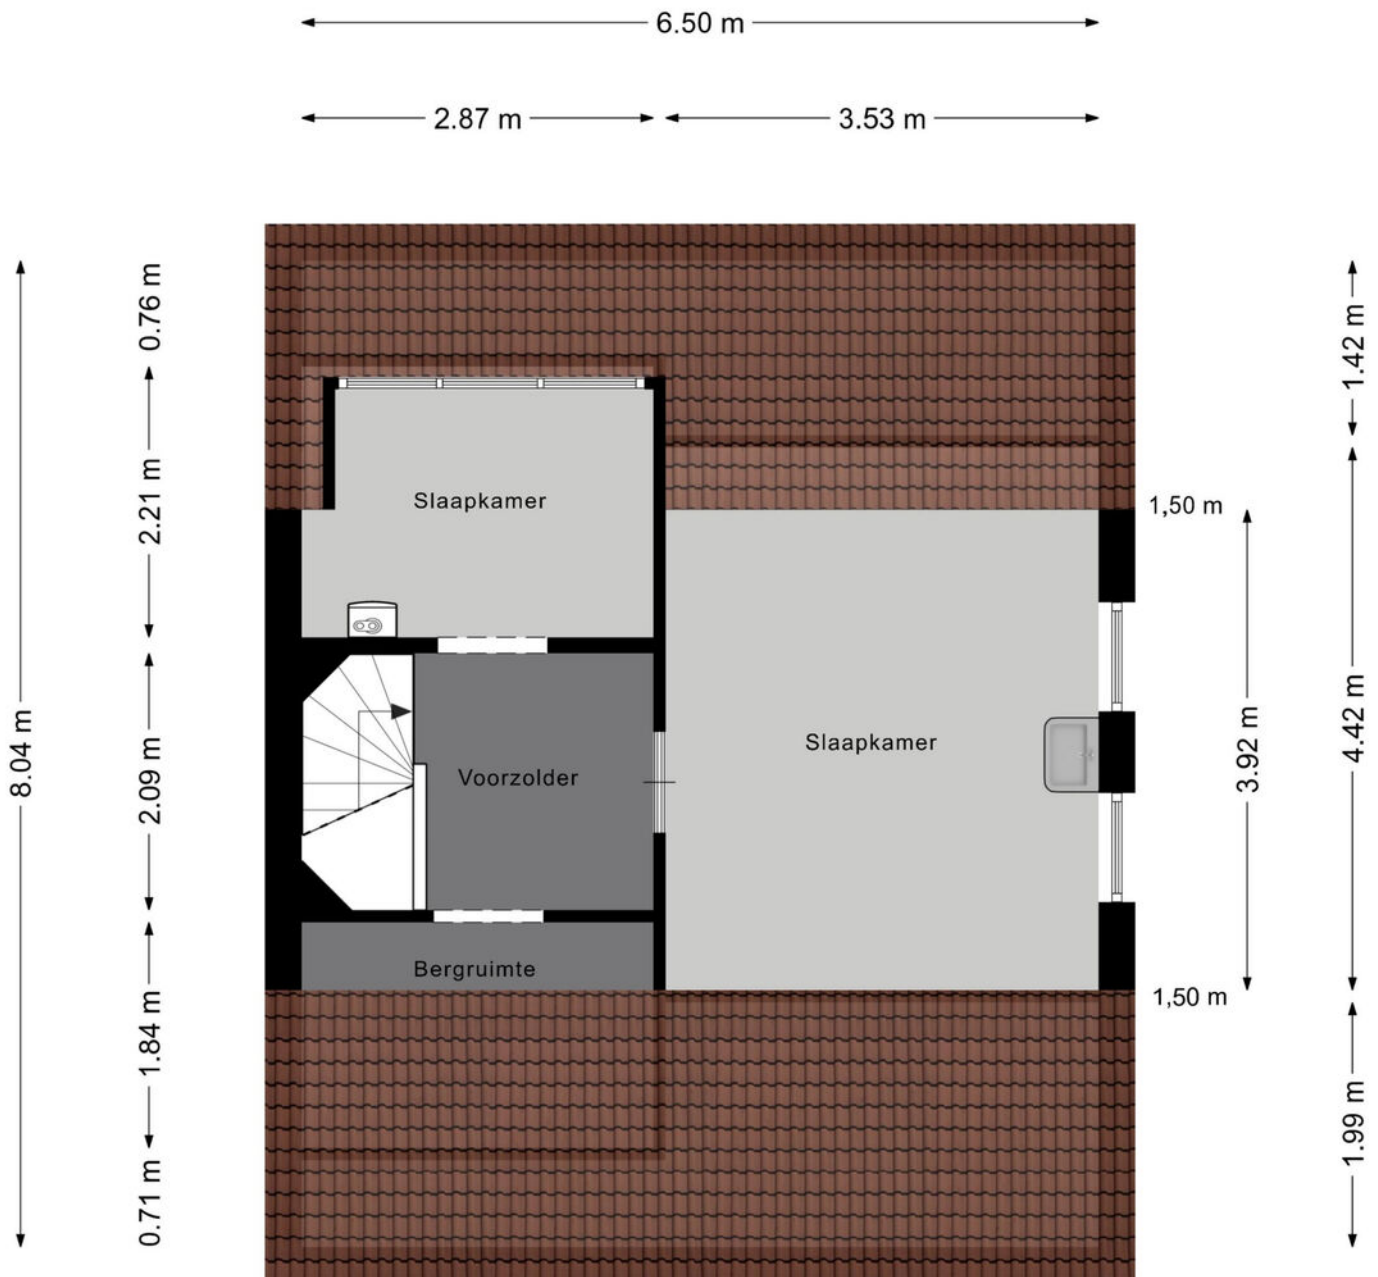 6.50 m
2.87 m
3.53 m
0.76 m
1.42 m
2.21 m
Slaapkamer
1,50 m
8.04 m
2.09 m
Voorzolder
Slaapkamer
3.92 m
4.42 m
Bergruimte
1,50 m
1.84 m
1.99 m
0.71 m